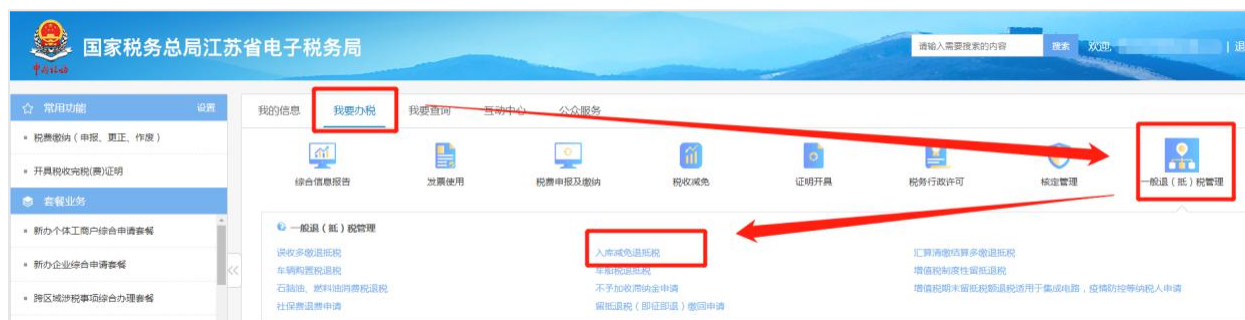 国家税务总局江苏省电子税务局
请输入需要搜索的内容 搜索 欢迎, | 退
常用功能 设置
税费缴纳（申报、更正、作废）
开具税收完税(费)证明
套餐业务
新办个体工商户综合申请套餐
新办企业综合申请套餐
跨区域涉税事项综合办理套餐
我的信息 我要办税 我要查询 互动中心 公众服务
综合信息报告 发票使用 税费申报及缴纳 税收减免 证明开具 税务行政许可 核定管理 一般退（抵）税管理
一般退（抵）税管理
误收多缴退抵税 入库减免退抵税 汇算清缴结算多缴退抵税
车辆购置税退税 车船税退抵税 增值税制度性留抵退税
石脑油、燃料油消费税退税 不予加收滞纳金申请 增值税期末留抵税额退税适用于集成电路，疫情防控等纳税人申请
社保费退费申请 留抵退税（即征即退）缴回申请